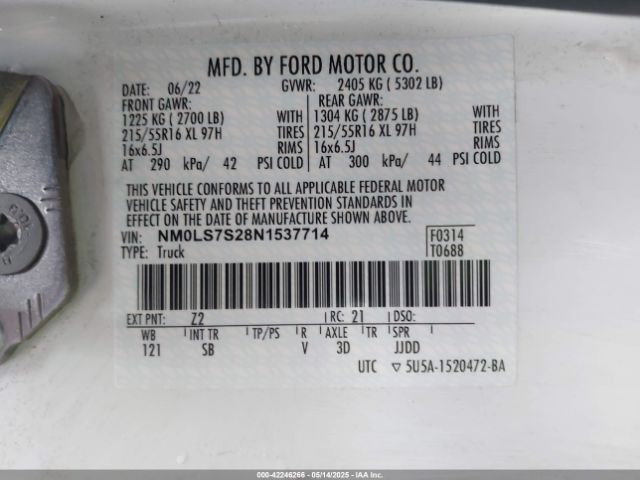 MFD. BY FORD MOTOR CO.
DATE: 06/22 GVWR: 2405 KG ( 5302 LB)
FRONT GAWR: REAR GAWR:
1225 KG ( 2700 LB) WITH 1304 KG ( 2875 LB) WITH
215/55R16 XL 97H TIRES 215/55R16 XL 97H TIRES
16x6.5J RIMS 16x6.5J RIMS
AT 290 kPa/ 42 PSI COLD AT 300 kPa/ 44 PSI COLD
THIS VEHICLE CONFORMS TO ALL APPLICABLE FEDERAL MOTOR
VEHICLE SAFETY AND THEFT PREVENTION STANDARDS IN
EFFECT ON THE DATE OF MANUFACTURE SHOWN ABOVE.
VIN: NM0LS7S28N1537714 F0314
TYPE: Truck T0688
EXT PNT: Z2 RC: 21 DSO:
WB INT TR TP/PS R AXLE TR SPR
121 SB V 3D JJDD
UTC ▽ 5U5A-1520472-BA
000-42246266 - 05/14/2025 - COPYRIGHT IAA, LLC.